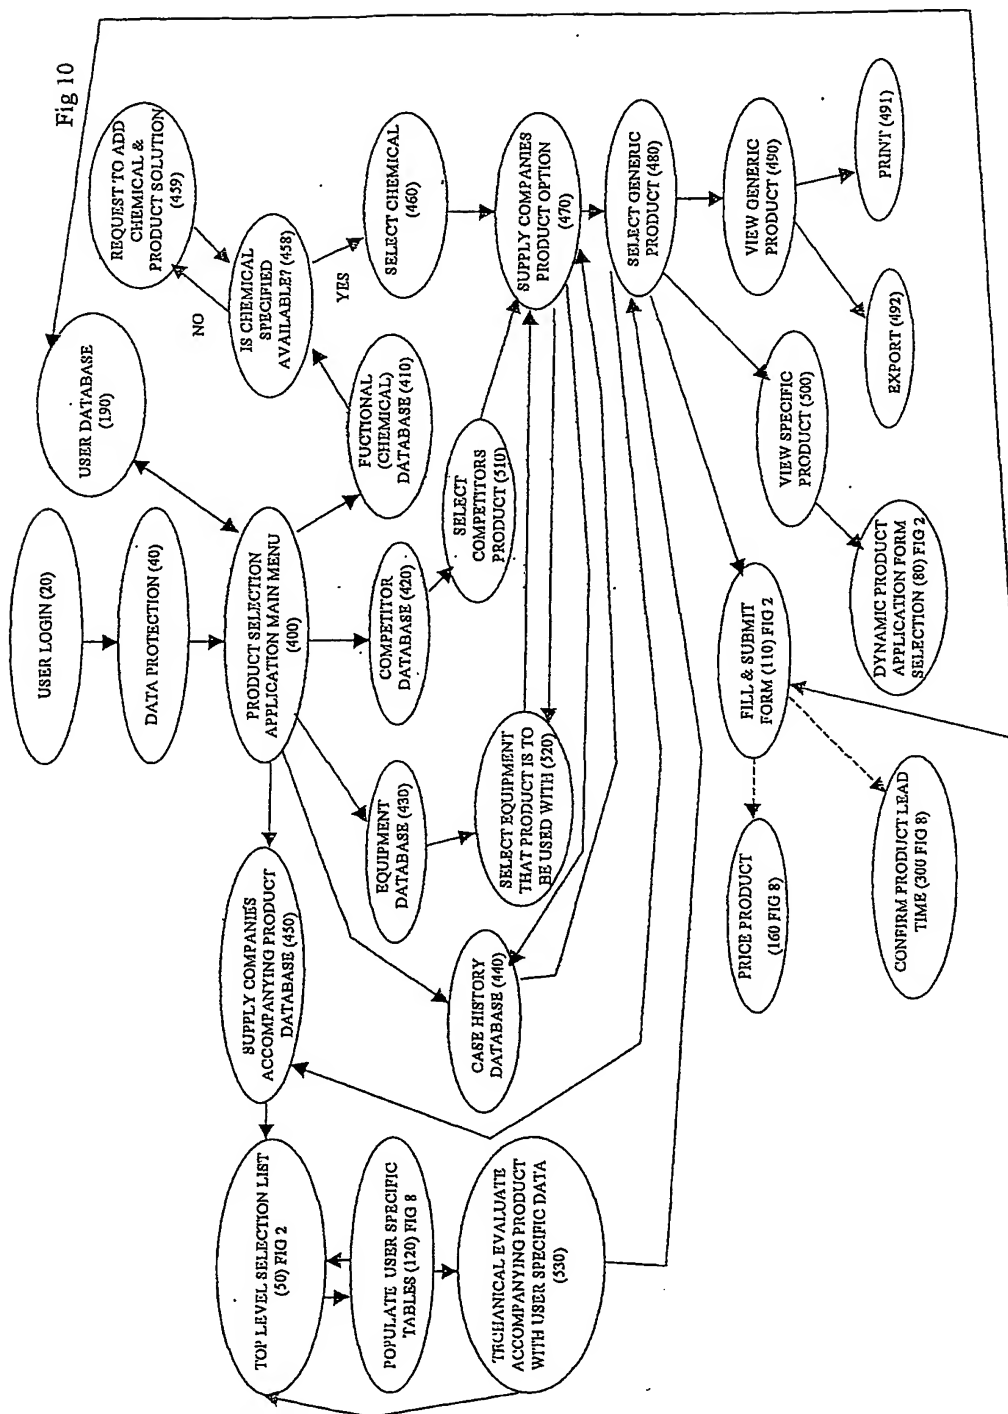 Fig 10
USER LOGIN (20)
DATA PROTECTION (40)
PRODUCT SELECTION
APPLICATION MAIN MENU
(400)
USER DATABASE
(190)
REQUEST TO ADD
CHEMICAL &
PRODUCT SOLUTION
(459)
NO
IS CHEMICAL
SPECIFIED
AVAILABLE? (458)
YES
SELECT CHEMICAL
(460)
FUCTIONAL
(CHEMICAL)
DATABASE (410)
COMPETITOR
DATABASE (420)
SELECT
COMPETITORS
PRODUCT (510)
EQUIPMENT
DATABASE (430)
SELECT EQUIPMENT
THAT PRODUCT IS TO
BE USED WITH (520)
CASE HISTORY
DATABASE (440)
SUPPLY COMPANIES
ACCOMPANYING PRODUCT
DATABASE (450)
TOP LEVEL SELECTION LIST
(50) FIG 2
POPULATE USER SPECIFIC
TABLES (120) FIG 8
TECHANICAL EVALUATE
ACCOMPANYING PRODUCT
WITH USER SPECIFIC DATA
(530)
SUPPLY COMPANIES
PRODUCT OPTION
(470)
SELECT GENERIC
PRODUCT (480)
VIEW GENERIC
PRODUCT (490)
PRINT (491)
EXPORT (492)
VIEW SPECIFIC
PRODUCT (500)
DYNAMIC PRODUCT
APPLICATION FORM
SELECTION (80) FIG 2
FILL & SUBMIT
FORM (110) FIG 2
PRICE PRODUCT
(160 FIG 8)
CONFIRM PRODUCT LEAD
TIME (300 FIG 8)